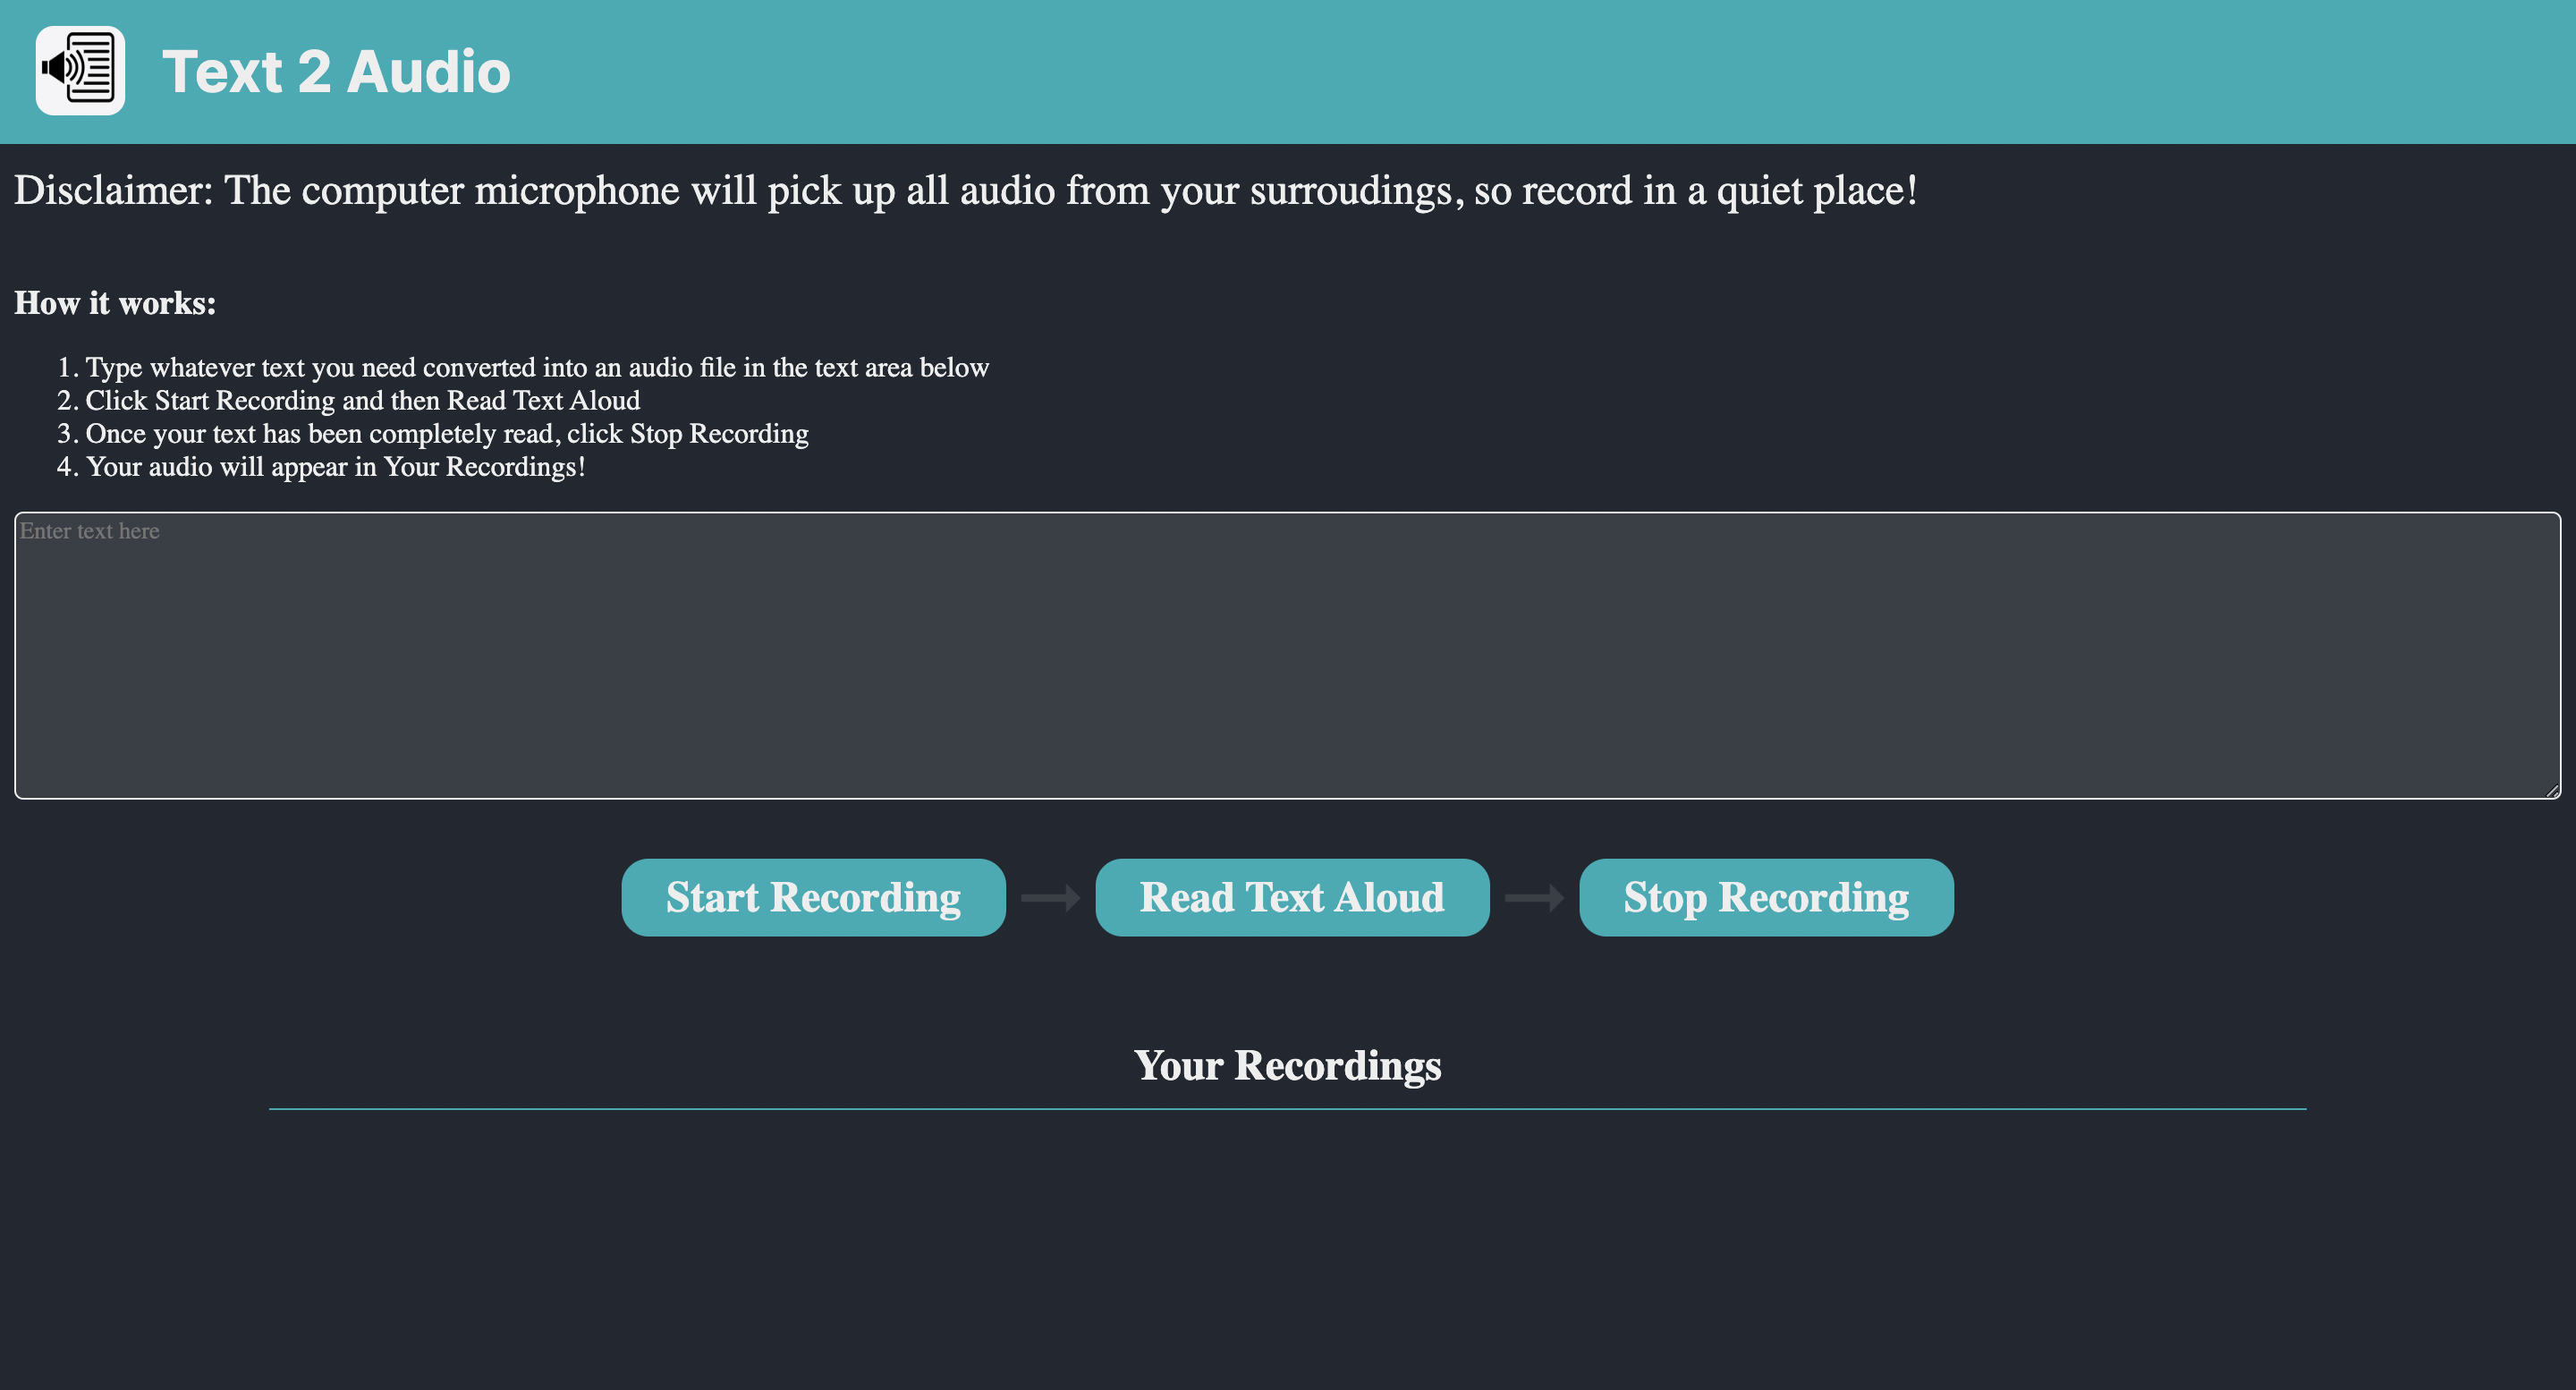 Text 2 Audio
Disclaimer: The computer microphone will pick up all audio from your surroudings, so record in a quiet place!
How it works:
1. Type whatever text you need converted into an audio file in the text area below
2. Click Start Recording and then Read Text Aloud
3. Once your text has been completely read, click Stop Recording
4. Your audio will appear in Your Recordings!
Enter text here
Start Recording
Read Text Aloud
Stop Recording
Your Recordings